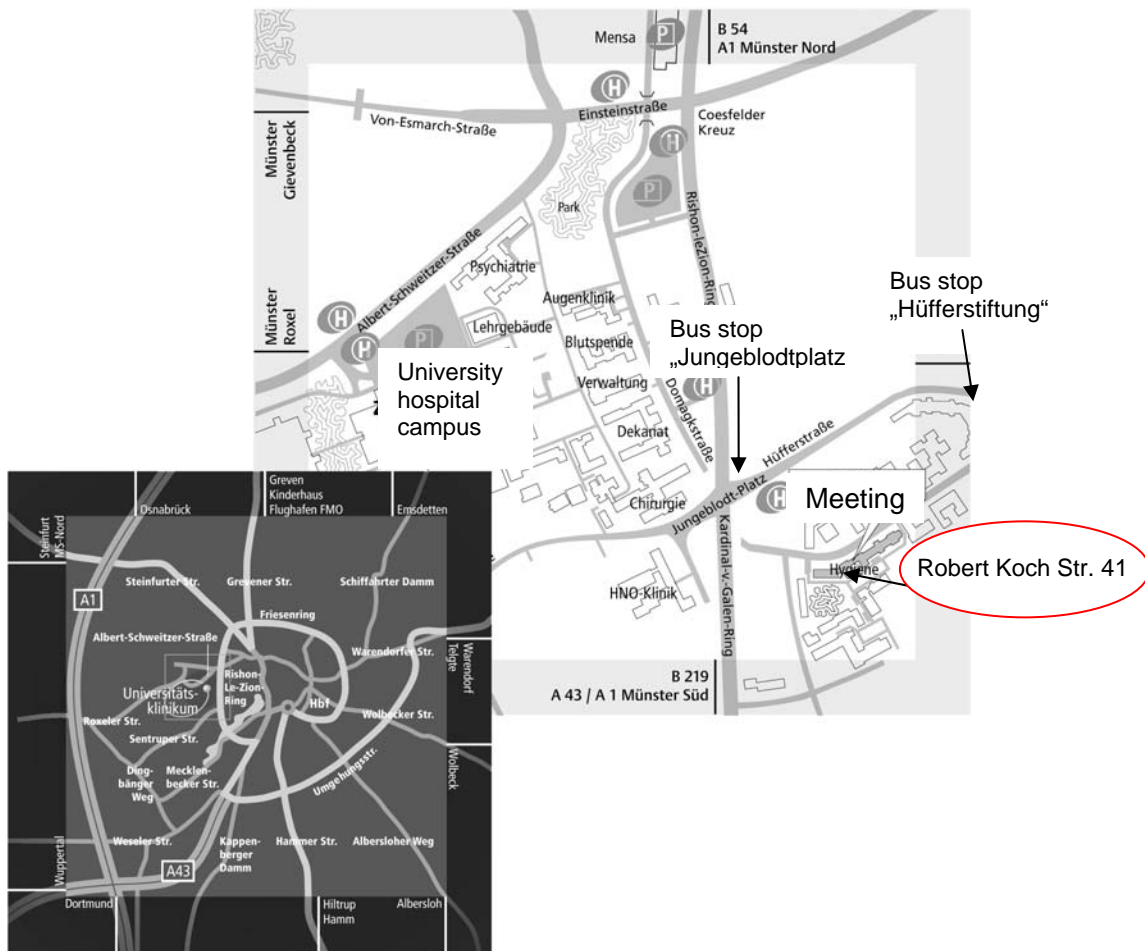 Mensa
P
B 54
A1 Münster Nord
H
Einsteinstraße
Von-Esmarch-Straße
Coesfelder
Kreuz
H
P
Münster
Gievenbeck
Park
Rishon-leZion-Ring
Albert-Schweitzer-Straße
Psychiatrie
Bus stop
„Hüfferstiftung“
Münster
Roxel
H
H
P
Augenklinik
Lehrgebäude
Blutspende
Bus stop
„Jungeblodtplatz
University
hospital
campus
Verwaltung
H
Domagkstraße
Dekanat
Hüfferstraße
Chirurgie
Jungeblodt-Platz
H
Meeting
Kardinal-v.-Galen-Ring
HNO-Klinik
Hygiene
Robert Koch Str. 41
B 219
A 43 / A 1 Münster Süd
Osnabrück
Greven
Kinderhaus
Flughafen FMO
Emsdetten
Steinfurt
MS-Nord
Steinfurter Str.
Grevener Str.
Schiffahrter Damm
A1
Friesenring
Albert-Schweitzer-Straße
Warendorfer Str.
Warendorf
Telgte
Rishon-
Le-Zion-
Ring
Universitäts-
klinikum
Hbf
Roxeler Str.
Wolbecker Str.
Sentruper Str.
Ding-
bänger
Weg
Mecklen-
becker Str.
Umgehungsstr.
Wolbeck
Weseler Str.
Kappen-
berger
Damm
Hammer Str.
Albersloher Weg
A43
Wuppertal
Dortmund
Hiltrup
Hamm
Albersloh